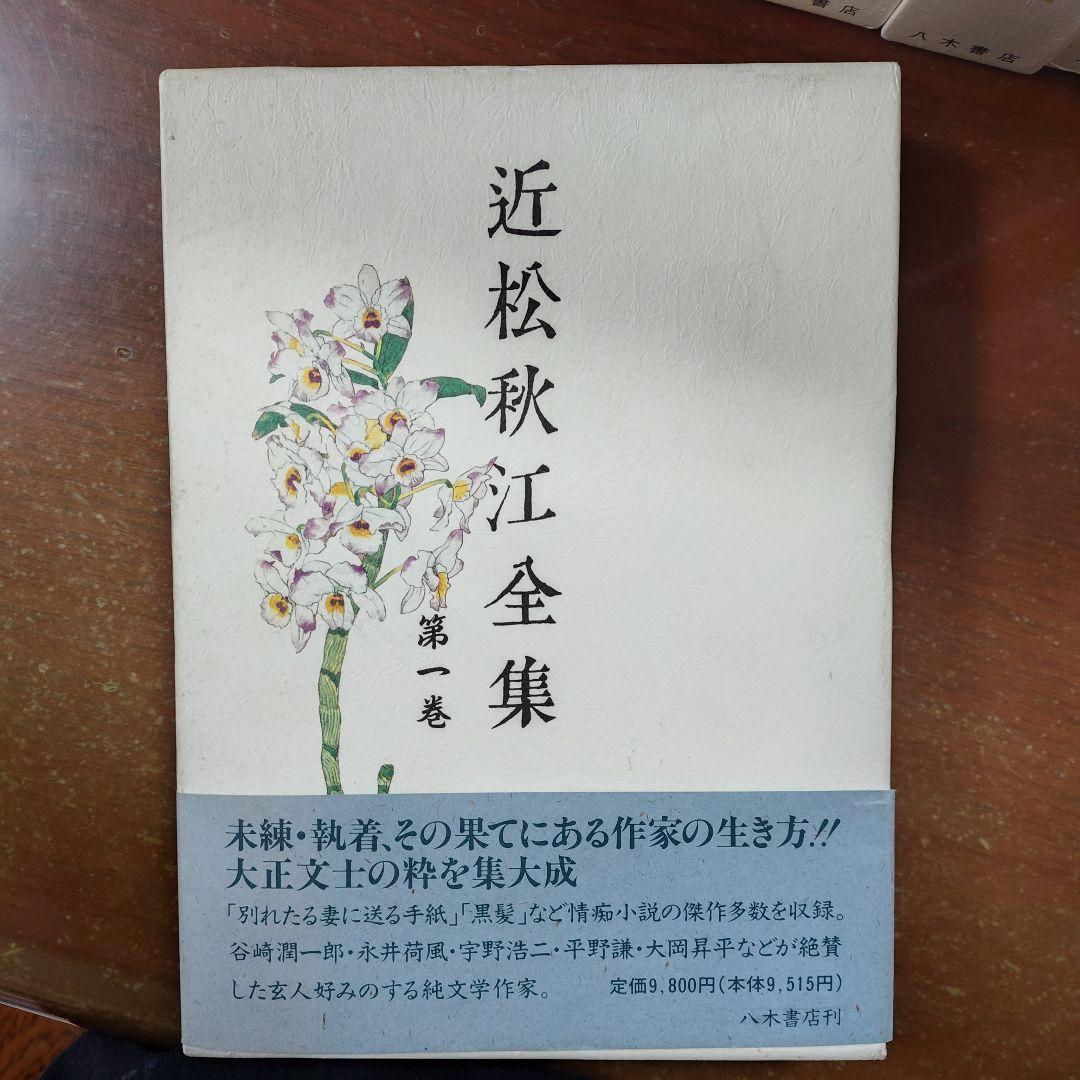 書店
八木書店
近松秋江全集
第一巻
未練・執着、その果てにある作家の生き方!!
大正文士の粋を集大成
「別れたる妻に送る手紙」「黒髪」など情痴小説の傑作多数を収録。
谷崎潤一郎・永井荷風・宇野浩二・平野謙・大岡昇平などが絶賛
した玄人好みのする純文学作家。
定価9,800円(本体9,515円)
八木書店刊